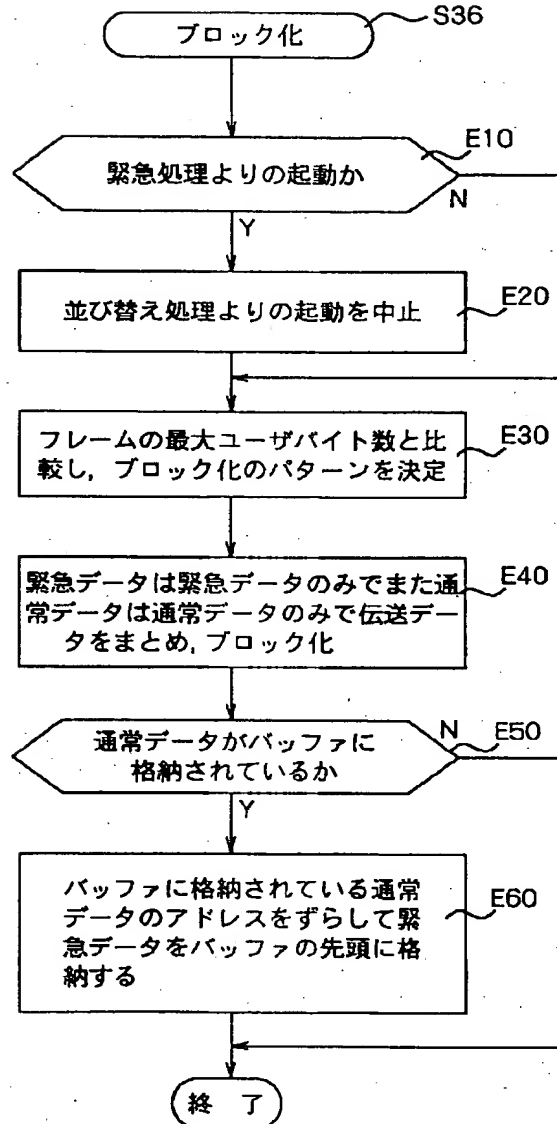 ブロック化
S36
緊急処理よりの起動か
E10
N
Y
並び替え処理よりの起動を中止
E20
フレームの最大ユーザバイト数と比
較し,ブロック化のパターンを決定
E30
緊急データは緊急データのみでまた通
常データは通常データのみで伝送デー
タをまとめ,ブロック化
E40
通常データがバッファに
格納されているか
N
E50
Y
バッファに格納されている通常
データのアドレスをずらして緊
急データをバッファの先頭に格
納する
E60
終 了